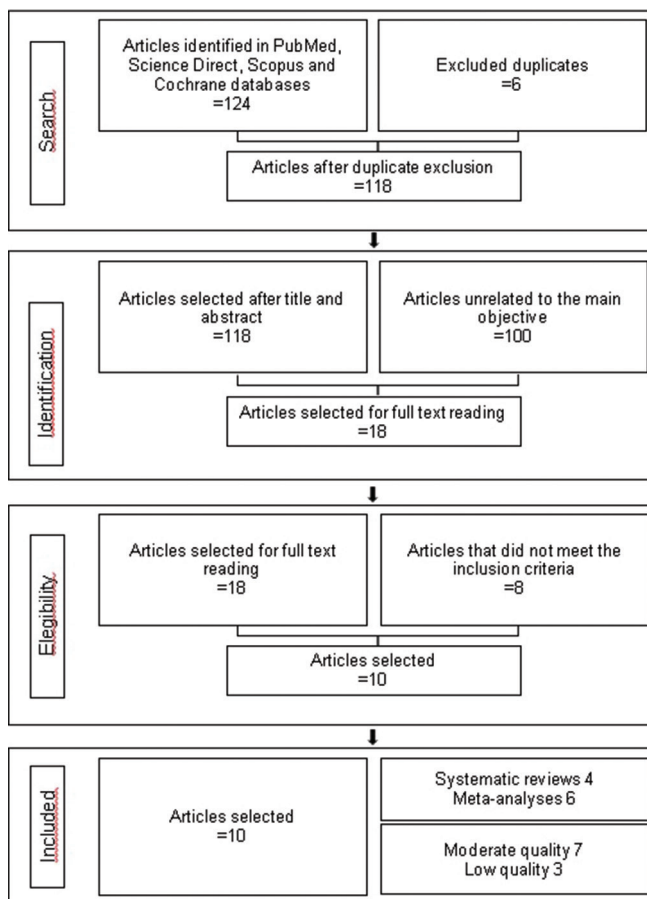 Search
Articles identified in PubMed,
Science Direct, Scopus and
Cochrane databases
=124
Excluded duplicates
=6
Articles after duplicate exclusion
=118
Identification
Articles selected after title and
abstract
=118
Articles unrelated to the main
objective
=100
Articles selected for full text reading
=18
Elegibility
Articles selected for full text
reading
=18
Articles that did not meet the
inclusion criteria
=8
Articles selected
=10
Included
Articles selected
=10
Systematic reviews 4
Meta-analyses 6
Moderate quality 7
Low quality 3